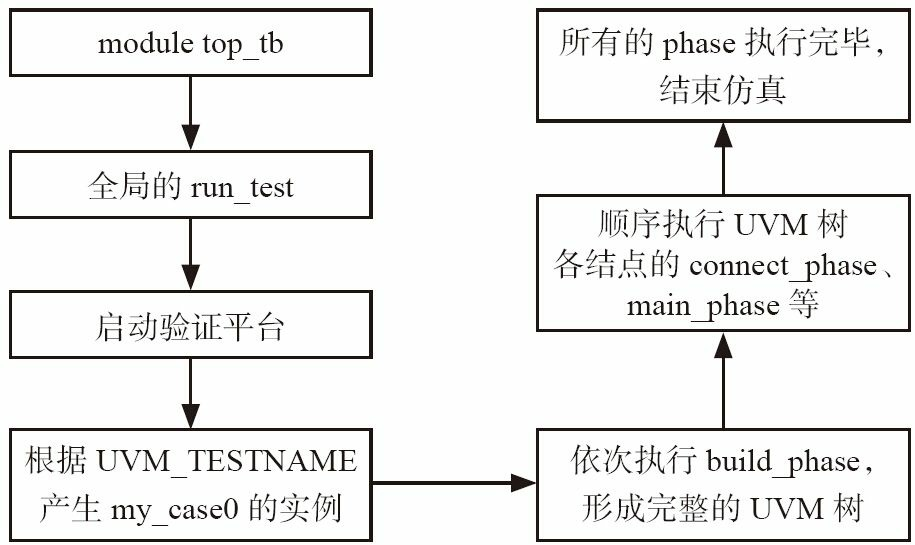 module top_tb
全局的 run_test
启动验证平台
根据 UVM_TESTNAME
产生 my_case0 的实例
依次执行 build_phase，
形成完整的 UVM 树
顺序执行 UVM 树
各结点的 connect_phase、
main_phase 等
所有的 phase 执行完毕，
结束仿真